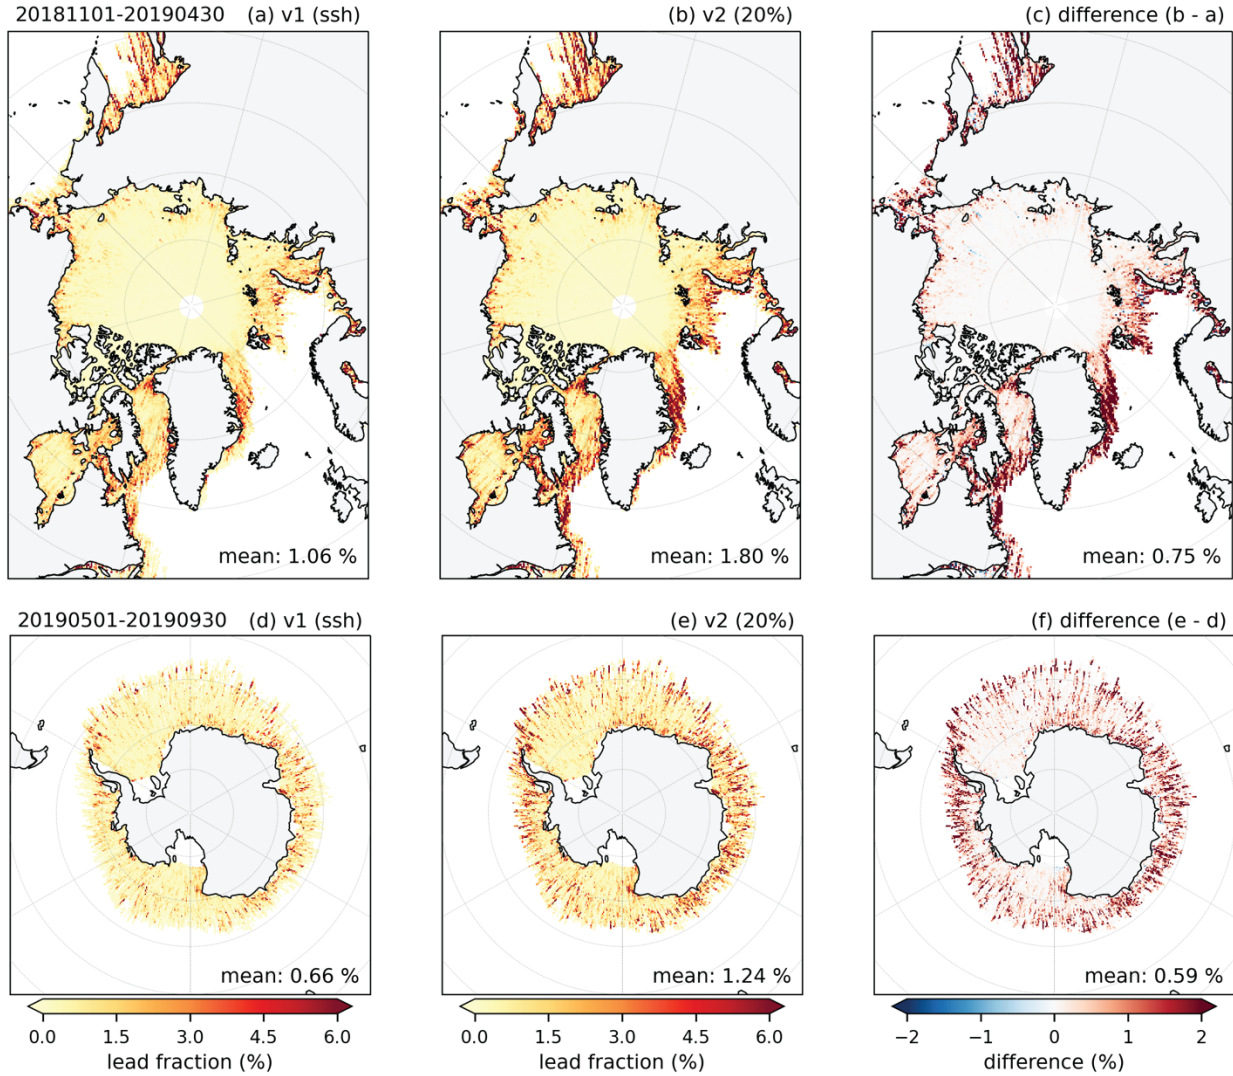 20181101-20190430 (a) v1 (ssh)
(b) v2 (20%)
(c) difference (b - a)
mean: 1.06 %
mean: 1.80 %
mean: 0.75 %
20190501-20190930 (d) v1 (ssh)
(e) v2 (20%)
(f) difference (e - d)
mean: 0.66 %
mean: 1.24 %
mean: 0.59 %
0.0 1.5 3.0 4.5 6.0
lead fraction (%)
0.0 1.5 3.0 4.5 6.0
lead fraction (%)
−2 −1 0 1 2
difference (%)